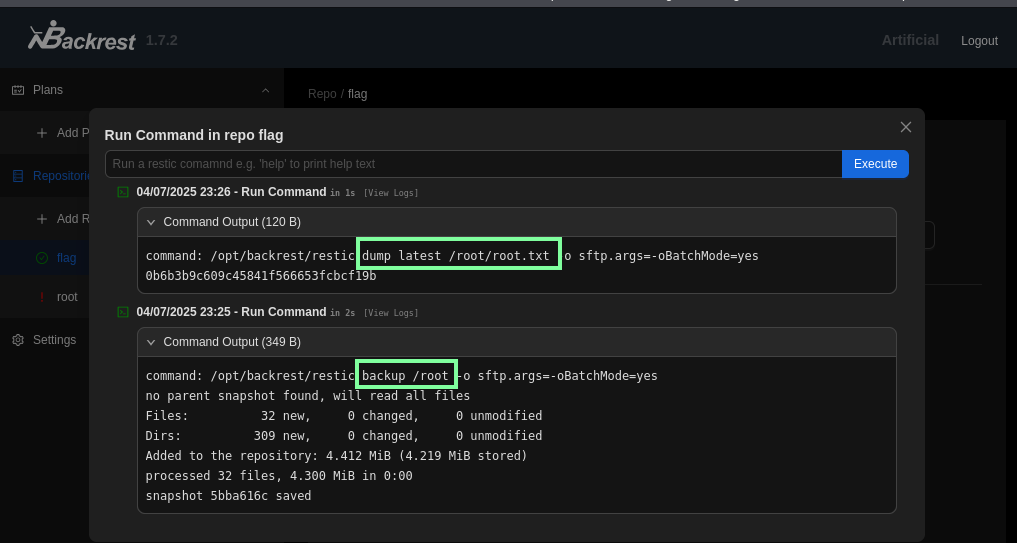 Backrest 1.7.2
Artificial Logout
Plans
Repo / flag
Add P
Run Command in repo flag
Run a restic comamnd e.g. 'help' to print help text Execute
Repositorie
04/07/2025 23:26 - Run Command in 1s [View Logs]
Add R
Command Output (120 B)
command: /opt/backrest/restic dump latest /root/root.txt o sftp.args=-oBatchMode=yes
flag
0b6b3b9c609c45841f566653fcbcf19b
root
04/07/2025 23:25 - Run Command in 2s [View Logs]
Settings
Command Output (349 B)
command: /opt/backrest/restic backup /root -o sftp.args=-oBatchMode=yes
no parent snapshot found, will read all files
Files: 32 new, 0 changed, 0 unmodified
Dirs: 309 new, 0 changed, 0 unmodified
Added to the repository: 4.412 MiB (4.219 MiB stored)
processed 32 files, 4.300 MiB in 0:00
snapshot 5bba616c saved